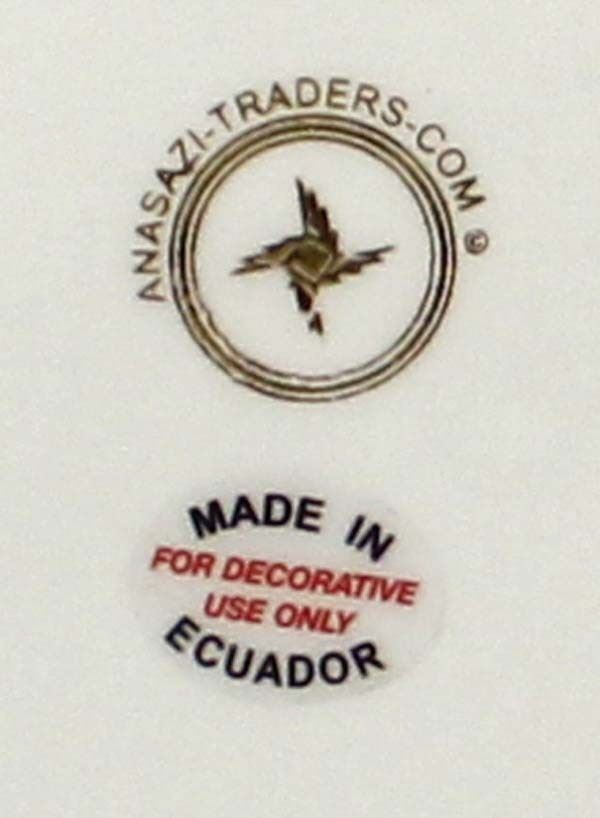 ANASAZI-TRADERS-COM ©
MADE IN
FOR DECORATIVE
USE ONLY
ECUADOR